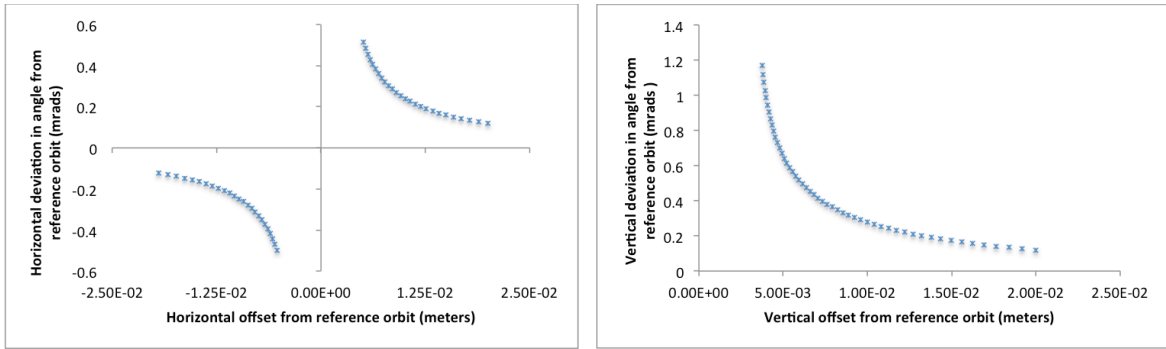 Horizontal deviation in angle from
reference orbit (mrads)
0.6
0.4
0.2
0
-0.2
-0.4
-0.6
-2.50E-02 -1.25E-02 0.00E+00 1.25E-02 2.50E-02
Horizontal offset from reference orbit (meters)
Vertical deviation in angle from
reference orbit (mrads )
1.4
1.2
1
0.8
0.6
0.4
0.2
0
0.00E+00 5.00E-03 1.00E-02 1.50E-02 2.00E-02 2.50E-02
Vertical offset from reference orbit (meters)